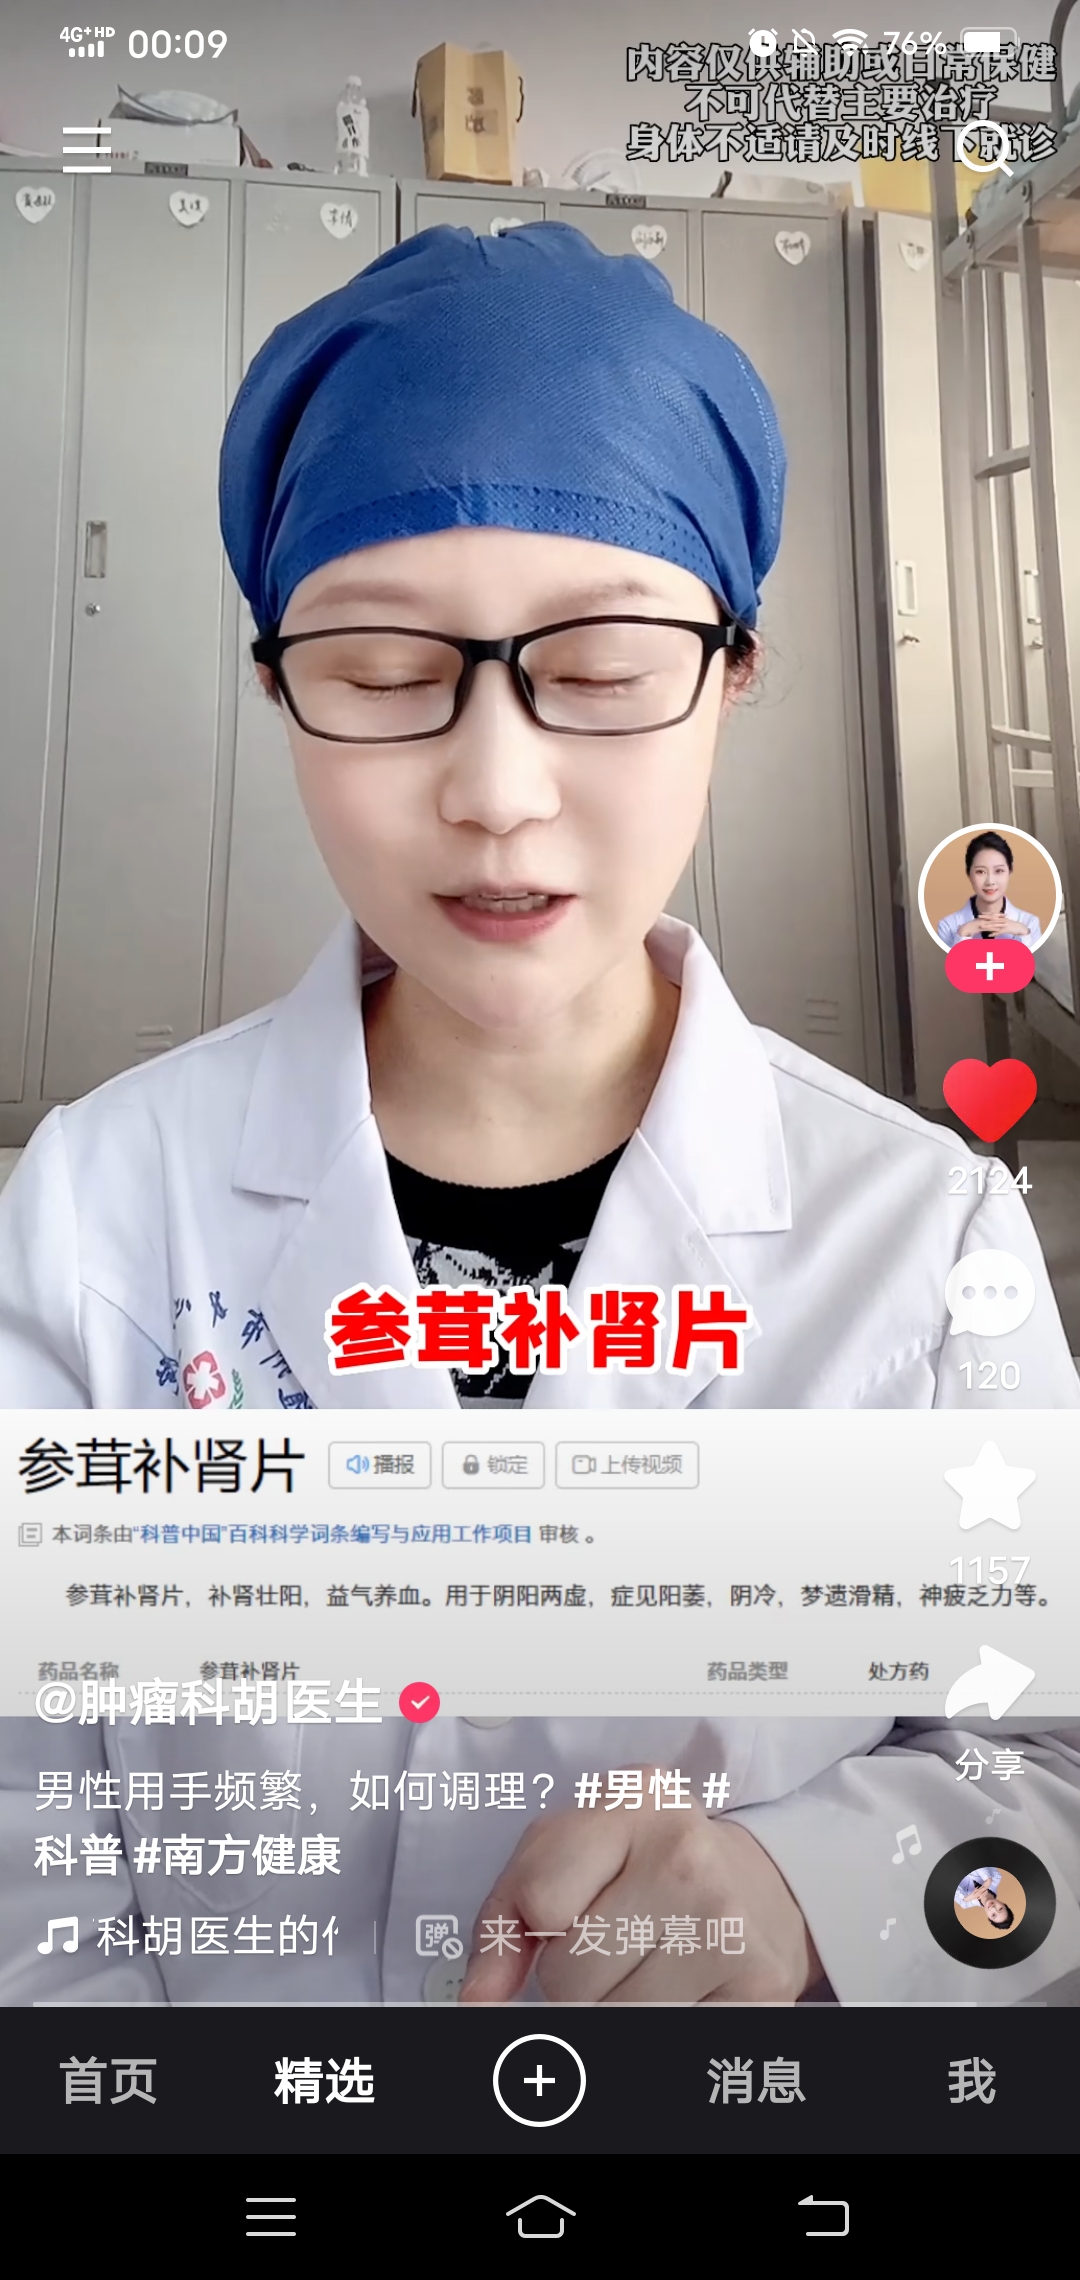 4G+ HD 00:09 76%
内容仅供辅助或日常保健
不可代替主要治疗
身体不适请及时线下就诊
2124
参茸补肾片
120
参茸补肾片 播报 锁定 上传视频
本词条由“科普中国”百科科学词条编写与应用工作项目 审核 。
1157
参茸补肾片，补肾壮阳，益气养血。用于阴阳两虚，症见阳萎，阴冷，梦遗滑精，神疲乏力等。
药品名称 参茸补肾片 药品类型 处方药
@肿瘤科胡医生
分享
男性用手频繁，如何调理？#男性 #
科普 #南方健康
科胡医生的 弹 来一发弹幕吧
首页 精选 消息 我